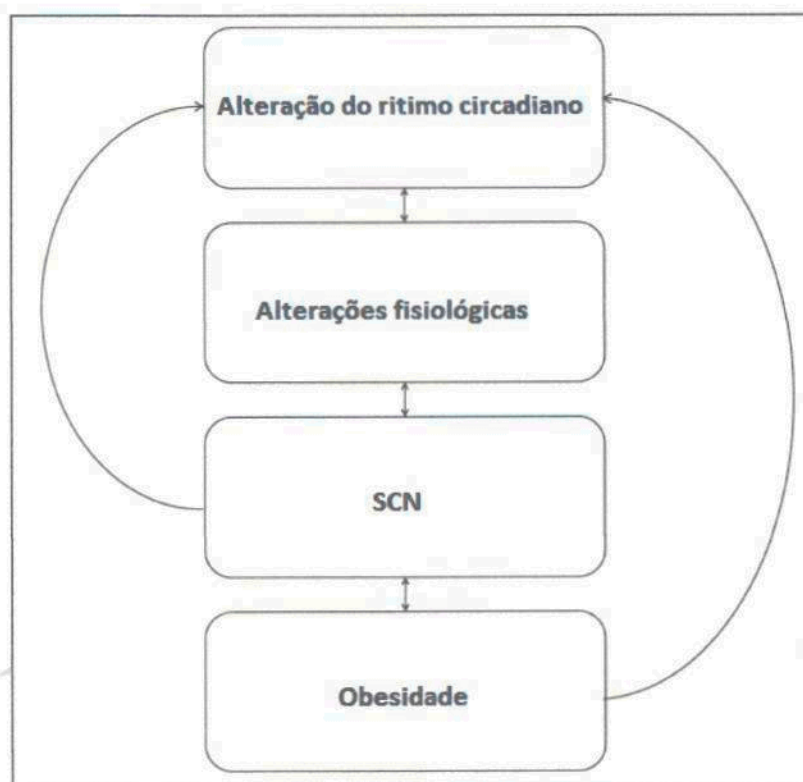 Alteração do ritimo circadiano
Alterações fisiológicas
SCN
Obesidade